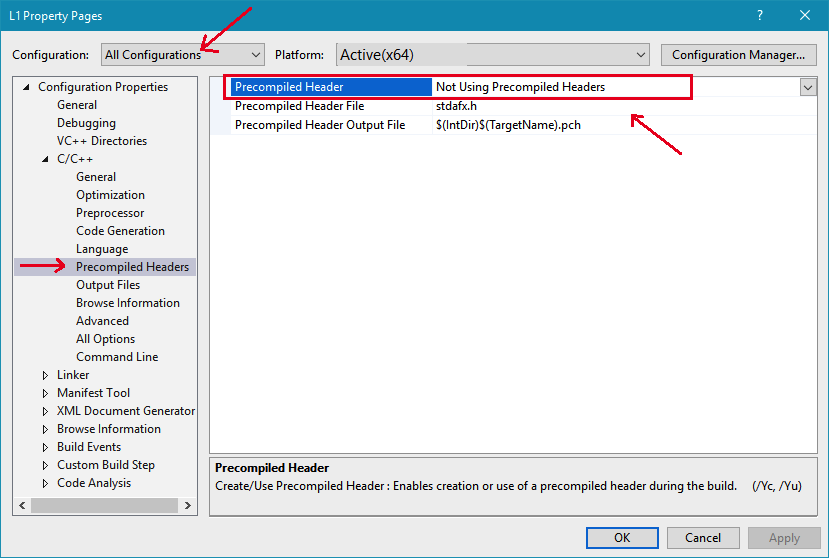 L1 Property Pages
? ×
Configuration: All Configurations Platform: Active(x64) Configuration Manager...
Configuration Properties
General
Debugging
VC++ Directories
C/C++
General
Optimization
Preprocessor
Code Generation
Language
Precompiled Headers
Output Files
Browse Information
Advanced
All Options
Command Line
Linker
Manifest Tool
XML Document Generator
Browse Information
Build Events
Custom Build Step
Code Analysis
Precompiled Header Not Using Precompiled Headers
Precompiled Header File stdafx.h
Precompiled Header Output File $(IntDir)$(TargetName).pch
Precompiled Header
Create/Use Precompiled Header : Enables creation or use of a precompiled header during the build. (/Yc, /Yu)
OK Cancel Apply